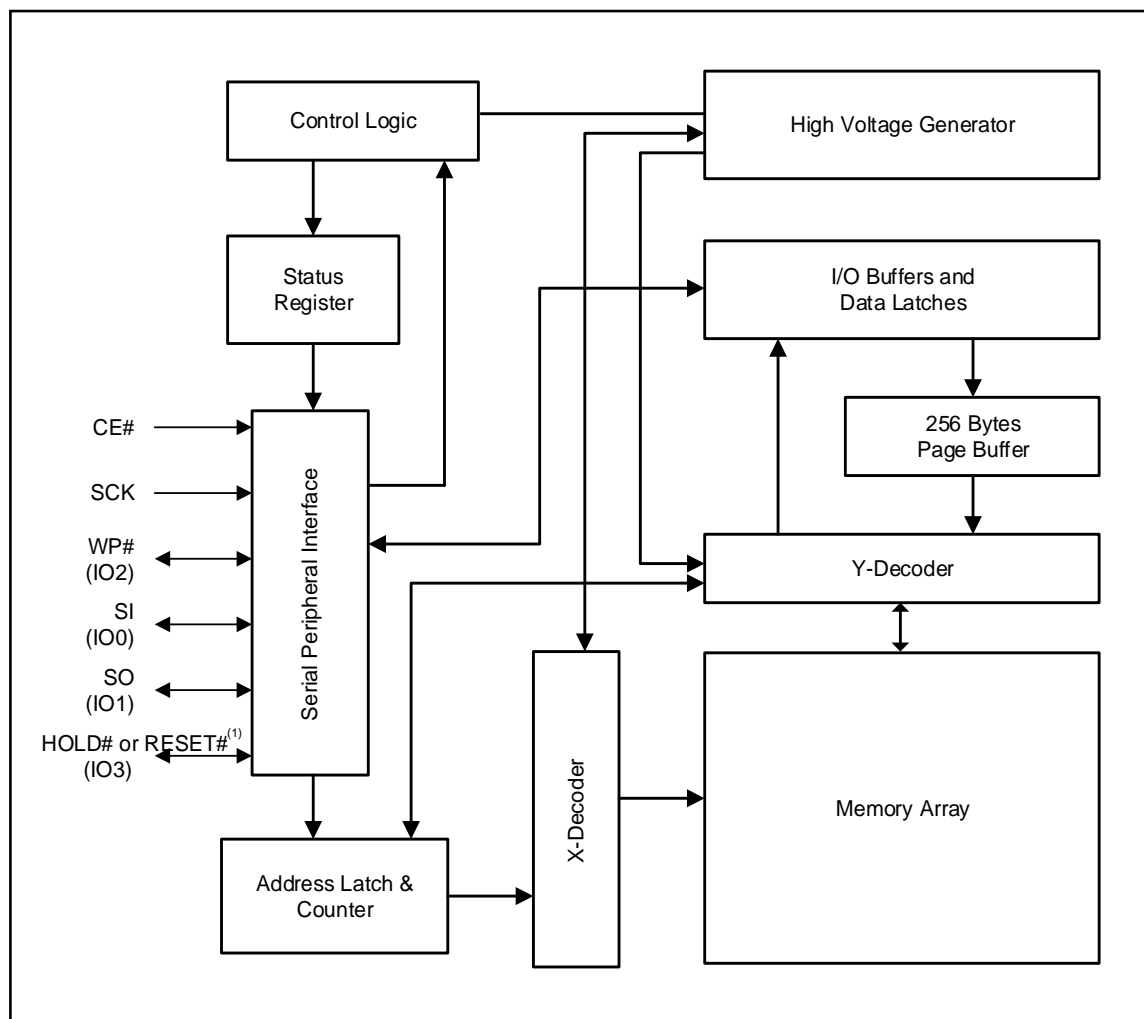 Control Logic
High Voltage Generator
Status
Register
I/O Buffers and
Data Latches
256 Bytes
Page Buffer
CE#
SCK
WP#
(IO2)
SI
(IO0)
SO
(IO1)
HOLD# or RESET#(1)
(IO3)
Serial Peripheral Interface
Y-Decoder
X-Decoder
Memory Array
Address Latch &
Counter